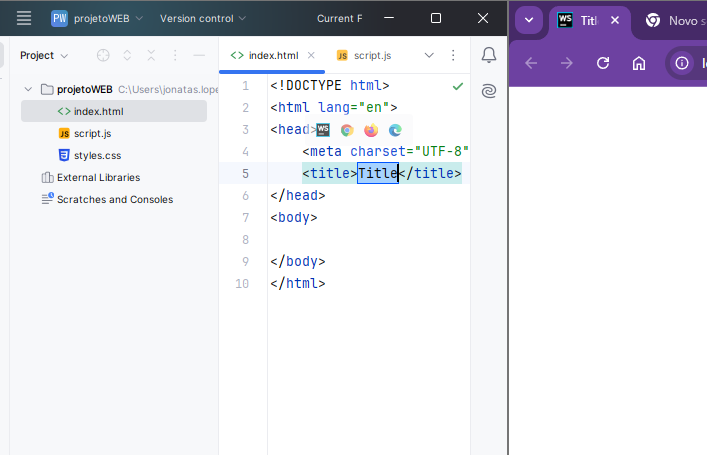 PW projetoWEB Version control Current F
Project
projetoWEB C:\Users\jonatas.lope
index.html
script.js
styles.css
External Libraries
Scratches and Consoles
index.html script.js
1 <!DOCTYPE html>
2 <html lang="en">
3 <head>
4 <meta charset="UTF-8"
5 <title>Title</title>
6 </head>
7 <body>
8
9 </body>
10 </html>
WS Title Novo s